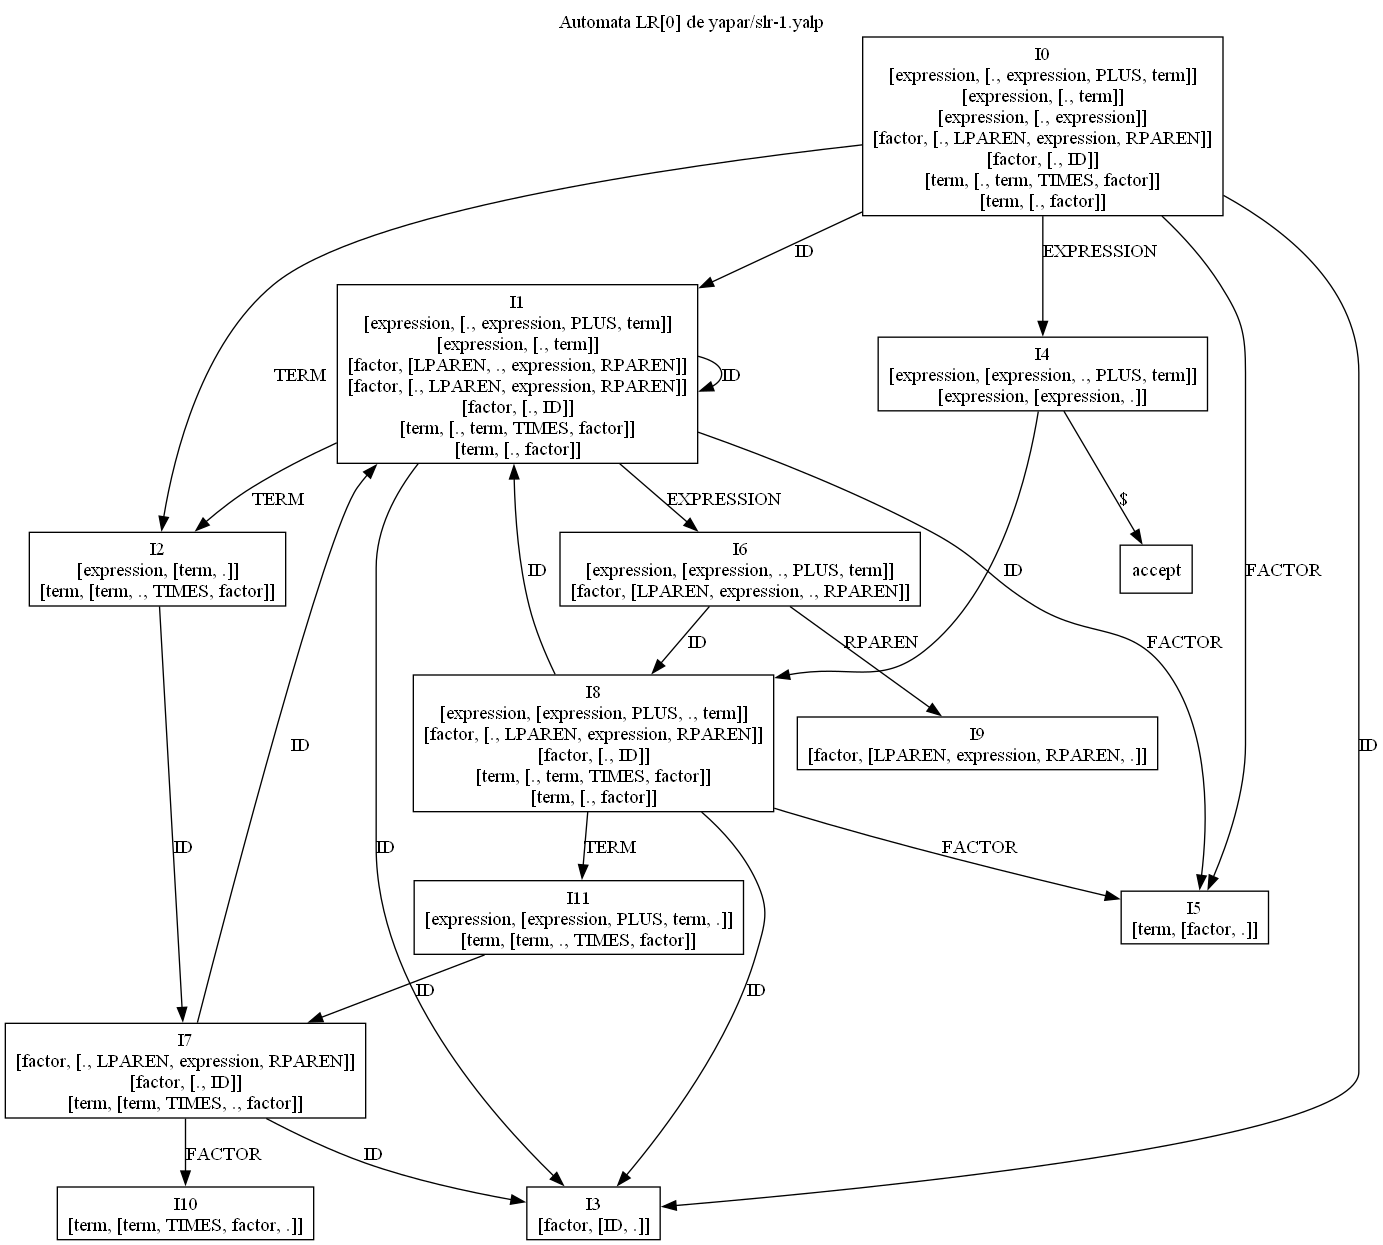 Automata LR[0] de yapar/slr-1.yalp
I0
[expression, [., expression, PLUS, term]]
[expression, [., term]]
[expression, [., expression]]
[factor, [., LPAREN, expression, RPAREN]]
[factor, [., ID]]
[term, [., term, TIMES, factor]]
[term, [., factor]]
ID
EXPRESSION
I1
[expression, [., expression, PLUS, term]]
[expression, [., term]]
[factor, [LPAREN, ., expression, RPAREN]]
[factor, [., LPAREN, expression, RPAREN]]
[factor, [., ID]]
[term, [., term, TIMES, factor]]
[term, [., factor]]
I4
[expression, [expression, ., PLUS, term]]
[expression, [expression, .]]
TERM
ID
TERM
EXPRESSION
$
I2
[expression, [term, .]]
[term, [term, ., TIMES, factor]]
ID
I6
[expression, [expression, ., PLUS, term]]
[factor, [LPAREN, expression, ., RPAREN]]
ID
accept
FACTOR
ID
RPAREN
FACTOR
I8
[expression, [expression, PLUS, ., term]]
[factor, [., LPAREN, expression, RPAREN]]
[factor, [., ID]]
[term, [., term, TIMES, factor]]
[term, [., factor]]
I9
[factor, [LPAREN, expression, RPAREN, .]]
ID
ID
ID
ID
TERM
FACTOR
I11
[expression, [expression, PLUS, term, .]]
[term, [term, ., TIMES, factor]]
I5
[term, [factor, .]]
ID
ID
I7
[factor, [., LPAREN, expression, RPAREN]]
[factor, [., ID]]
[term, [term, TIMES, ., factor]]
FACTOR
ID
I10
[term, [term, TIMES, factor, .]]
I3
[factor, [ID, .]]